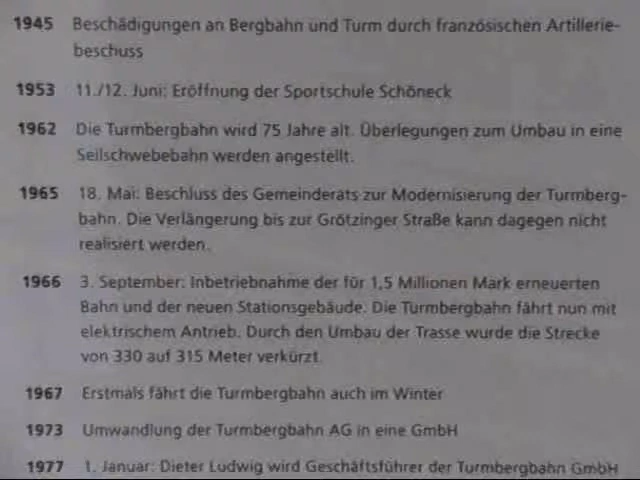 1945 Beschädigungen an Bergbahn und Turm durch französischen Artillerie-
beschuss
1953 11./12. Juni: Eröffnung der Sportschule Schöneck
1962 Die Turmbergbahn wird 75 Jahre alt. Überlegungen zum Umbau in eine
Seilschwebebahn werden angestellt.
1965 18. Mai: Beschluss des Gemeinderats zur Modernisierung der Turmberg-
bahn. Die Verlängerung bis zur Grötzinger Straße kann dagegen nicht
realisiert werden.
1966 3. September: Inbetriebnahme der für 1,5 Millionen Mark erneuerten
Bahn und der neuen Stationsgebäude. Die Turmbergbahn fährt nun mit
elektrischem Antrieb. Durch den Umbau der Trasse wurde die Strecke
von 330 auf 315 Meter verkürzt.
1967 Erstmals fährt die Turmbergbahn auch im Winter
1973 Umwandlung der Turmbergbahn AG in eine GmbH
1977 1. Januar: Dieter Ludwig wird Geschäftsführer der Turmbergbahn GmbH